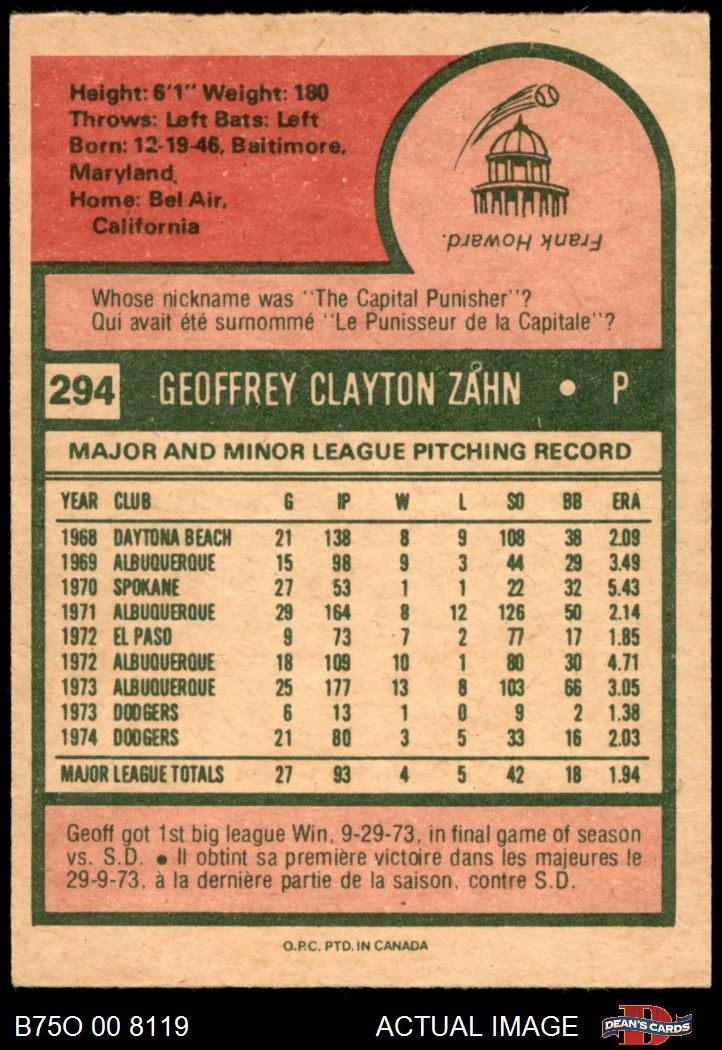 Height: 6'1" Weight: 180
Throws: Left Bats: Left
Born: 12-19-46, Baitimore,
Maryland
Home: Bel Air,
California
Frank Howard.
Whose nickname was "The Capital Punisher"?
Qui avait été surnommé "Le Punisseur de la Capitale"?
294 GEOFFREY CLAYTON ZAHN • P
MAJOR AND MINOR LEAGUE PITCHING RECORD
YEAR CLUB G IP W L SO BB ERA
1968 DAYTONA BEACH 21 138 8 9 108 38 2.09
1969 ALBUQUERQUE 15 98 9 3 44 29 3.49
1970 SPOKANE 27 53 1 1 22 32 5.43
1971 ALBUQUERQUE 29 164 8 12 126 50 2.14
1972 EL PASO 9 73 7 2 77 17 1.85
1972 ALBUQUERQUE 18 109 10 1 80 30 4.71
1973 ALBUQUERQUE 25 177 13 8 103 66 3.05
1973 DODGERS 6 13 1 0 9 2 1.38
1974 DODGERS 21 80 3 5 33 16 2.03
MAJOR LEAGUE TOTALS 27 93 4 5 42 18 1.94
Geoff got 1st big league Win, 9-29-73, in final game of season
vs. S.D. • Il obtint sa première victoire dans les majeures le
29-9-73, à la dernière partie de la saison, contre S.D.
O.P.C. PTD. IN CANADA
B75O 00 8119 ACTUAL IMAGE D DEAN'S CARDS